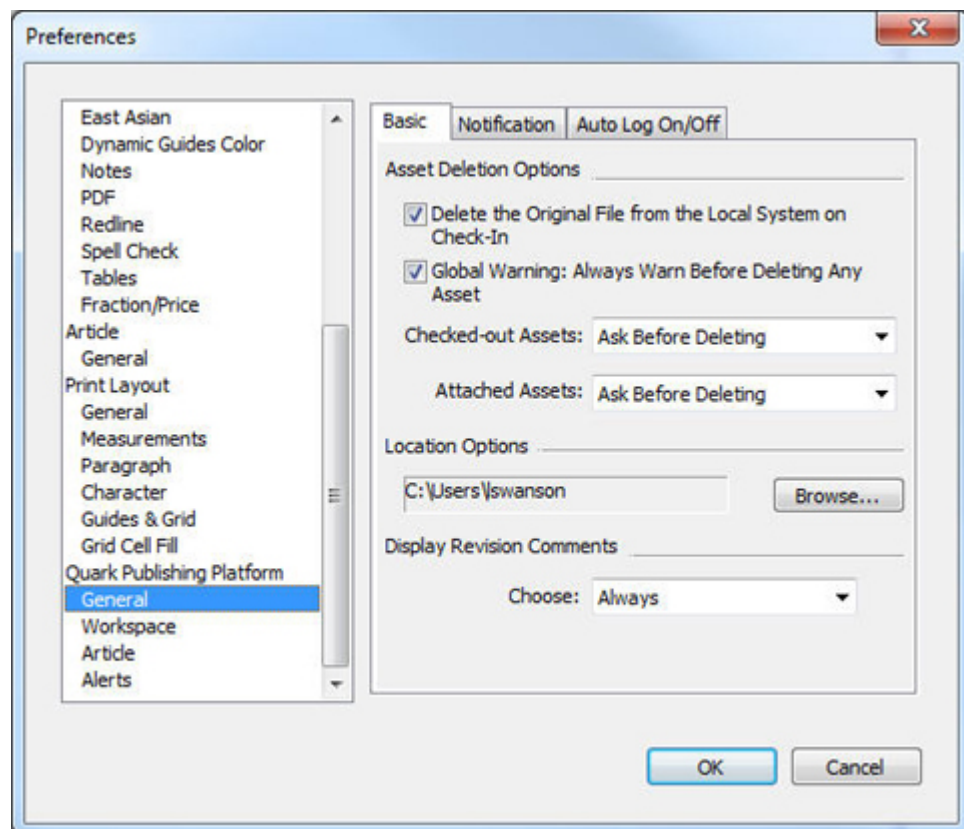 Preferences
East Asian
Dynamic Guides Color
Notes
PDF
Redline
Spell Check
Tables
Fraction/Price
Article
General
Print Layout
General
Measurements
Paragraph
Character
Guides & Grid
Grid Cell Fill
Quark Publishing Platform
General
Workspace
Article
Alerts
Basic
Notification
Auto Log On/Off
Asset Deletion Options
Delete the Original File from the Local System on
Check-In
Global Warning: Always Warn Before Deleting Any
Asset
Checked-out Assets: Ask Before Deleting
Attached Assets: Ask Before Deleting
Location Options
C:\Users\lswanson
Browse...
Display Revision Comments
Choose: Always
OK
Cancel